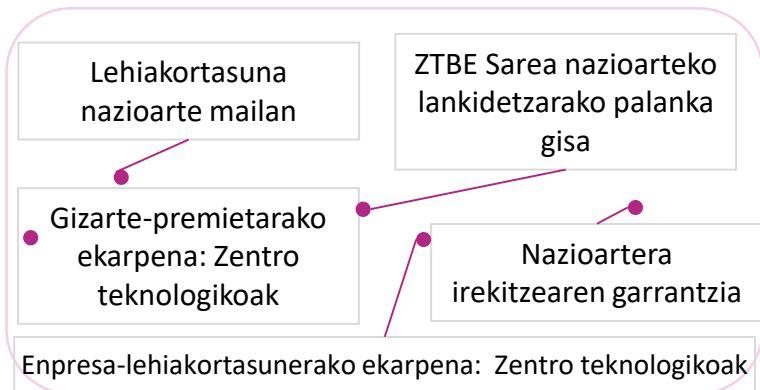 Lehiakortasuna
nazioarte mailan
ZTBE Sarea nazioarteko
lankidetzarako palanka
gisa
Gizarte-premietarako
ekarpena: Zentro
teknologikoak
Nazioartera
irekitzearen garrantzia
Enpresa-lehiakortasunerako ekarpena:  Zentro teknologikoak